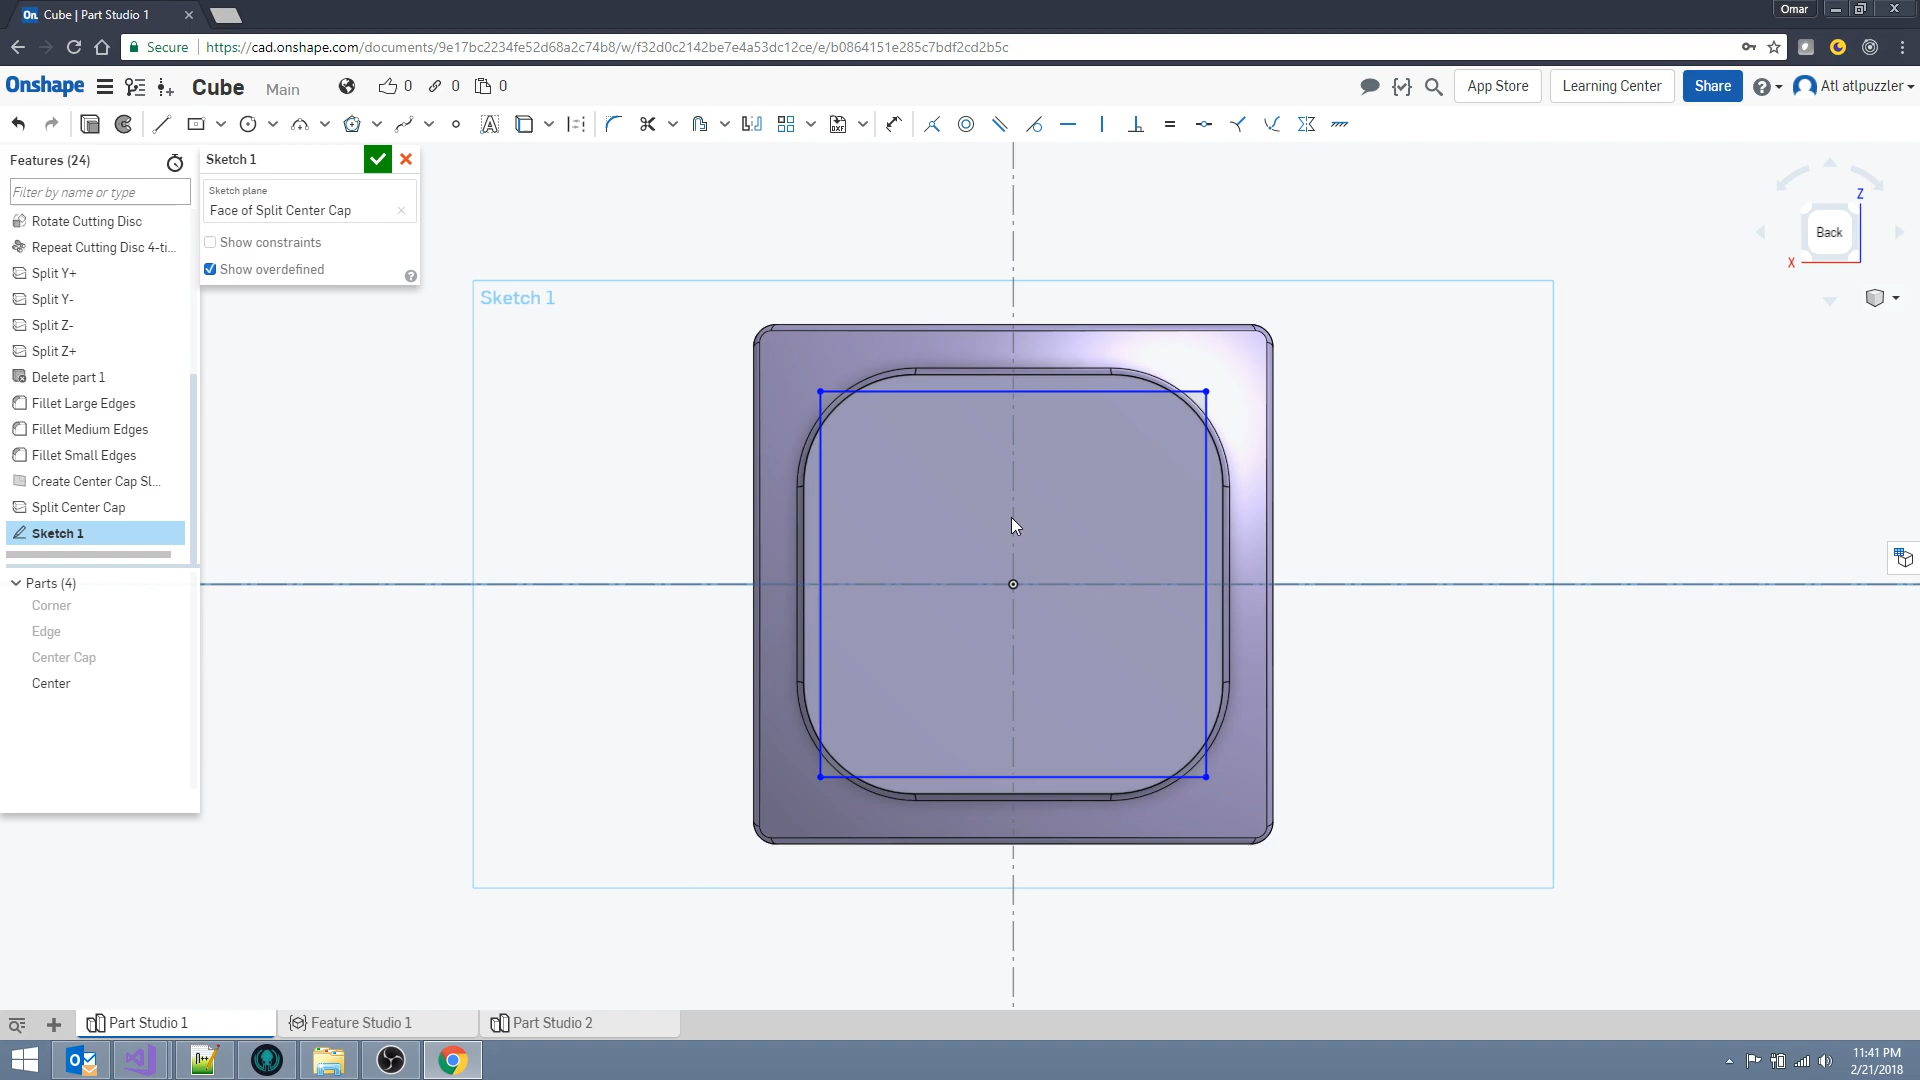 On. Cube | Part Studio 1
Omar
Secure https://cad.onshape.com/documents/9e17bc2234fe52d68a2c74b8/w/f32d0c2142be7e4a53dc12ce/e/b0864151e285c7bdf2cd2b5c
Onshape Cube Main 0 0 0 App Store Learning Center Share Atl atlpuzzler
DXF
Features (24)
Filter by name or type
Rotate Cutting Disc
Repeat Cutting Disc 4-ti...
Split Y+
Split Y-
Split Z-
Split Z+
Delete part 1
Fillet Large Edges
Fillet Medium Edges
Fillet Small Edges
Create Center Cap Sl...
Split Center Cap
Sketch 1
Parts (4)
Corner
Edge
Center Cap
Center
Sketch 1
Sketch plane
Face of Split Center Cap
Show constraints
Show overdefined
Sketch 1
Z
Back
X
Part Studio 1 Feature Studio 1 Part Studio 2
11:41 PM
2/21/2018